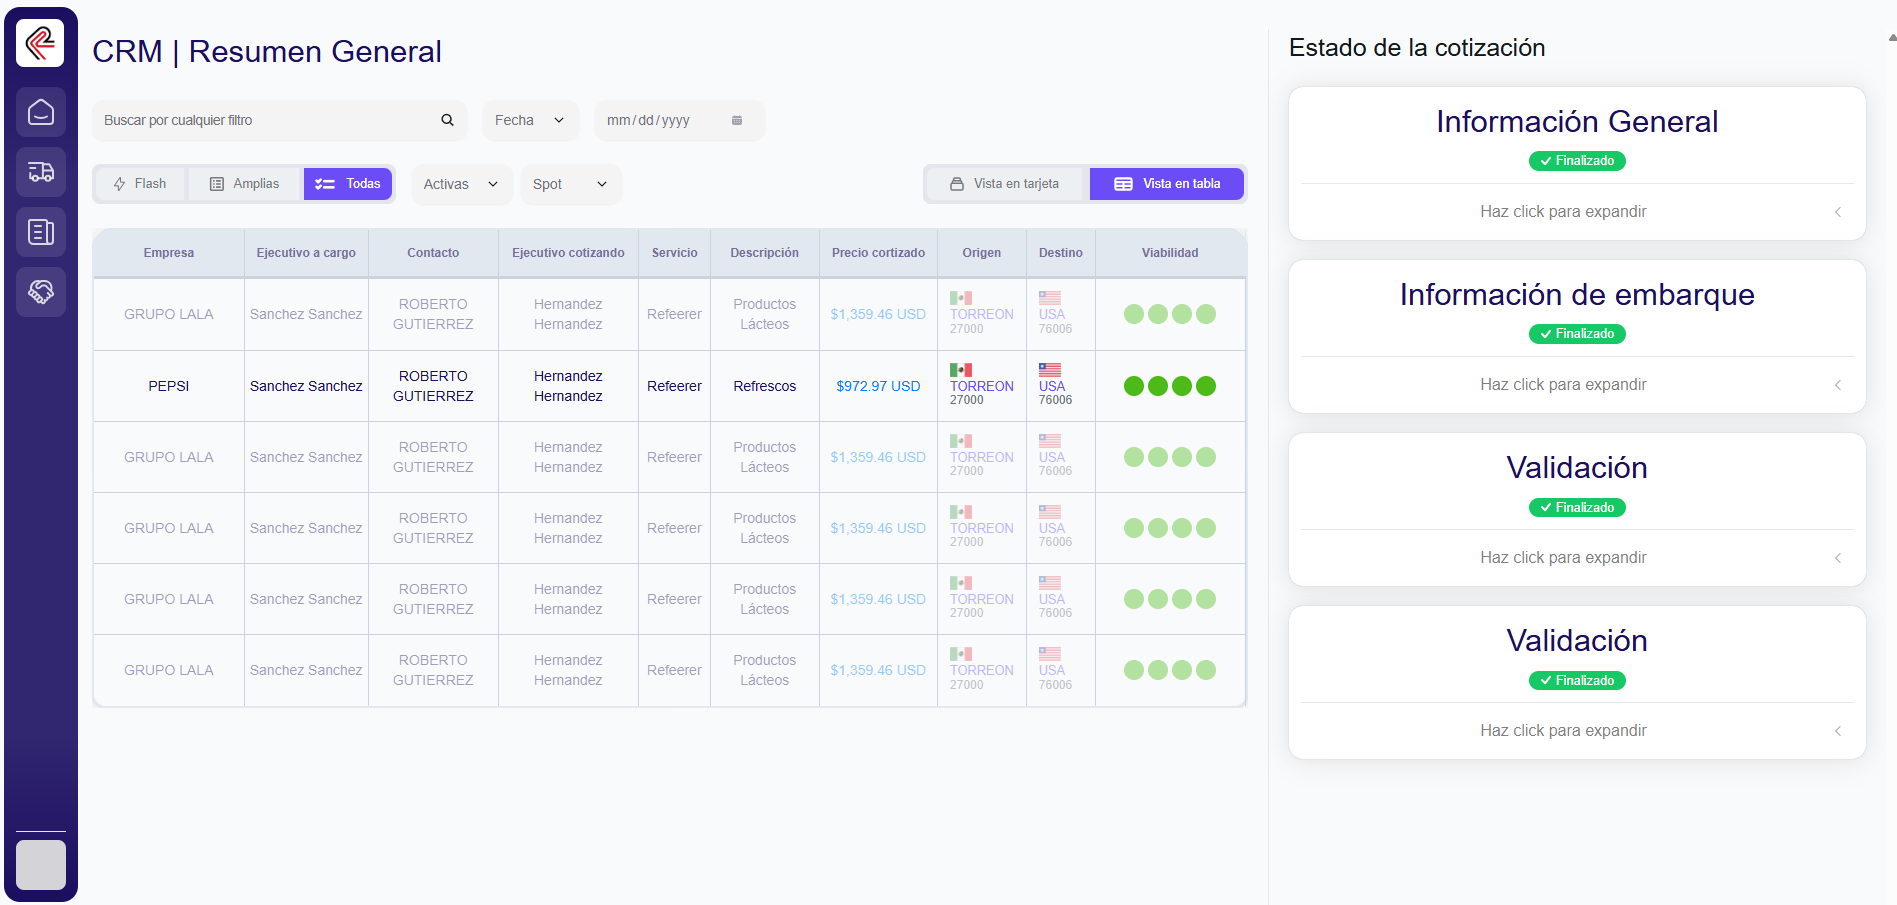 CRM | Resumen General
Buscar por cualquier filtro
Fecha
mm/dd/yyyy
Flash
Amplias
Todas
Activas
Spot
Vista en tarjeta
Vista en tabla
Empresa Ejecutivo a cargo Contacto Ejecutivo cotizando Servicio Descripción Precio cortizado Origen Destino Viabilidad
GRUPO LALA Sanchez Sanchez ROBERTO GUTIERREZ Hernandez Hernandez Refeerer Productos Lácteos $1,359.46 USD TORREON 27000 USA 76006
PEPSI Sanchez Sanchez ROBERTO GUTIERREZ Hernandez Hernandez Refeerer Refrescos $972.97 USD TORREON 27000 USA 76006
GRUPO LALA Sanchez Sanchez ROBERTO GUTIERREZ Hernandez Hernandez Refeerer Productos Lácteos $1,359.46 USD TORREON 27000 USA 76006
GRUPO LALA Sanchez Sanchez ROBERTO GUTIERREZ Hernandez Hernandez Refeerer Productos Lácteos $1,359.46 USD TORREON 27000 USA 76006
GRUPO LALA Sanchez Sanchez ROBERTO GUTIERREZ Hernandez Hernandez Refeerer Productos Lácteos $1,359.46 USD TORREON 27000 USA 76006
GRUPO LALA Sanchez Sanchez ROBERTO GUTIERREZ Hernandez Hernandez Refeerer Productos Lácteos $1,359.46 USD TORREON 27000 USA 76006
Estado de la cotización
Información General
Finalizado
Haz click para expandir
Información de embarque
Finalizado
Haz click para expandir
Validación
Finalizado
Haz click para expandir
Validación
Finalizado
Haz click para expandir